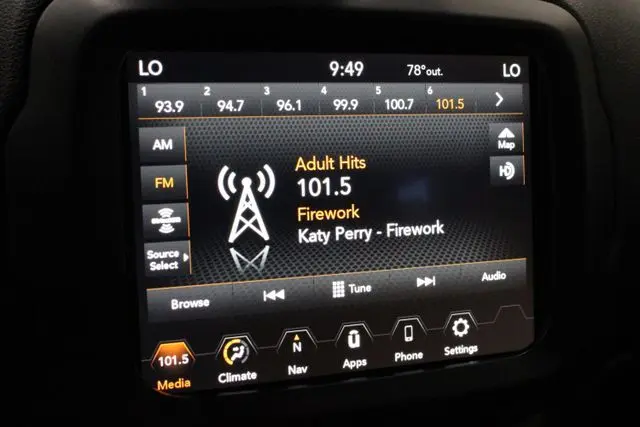 LO 9:49 78°out. LO
1 2 3 4 5 6
93.9 94.7 96.1 99.9 100.7 101.5
AM
Map
Adult Hits
FM
101.5
HD
Firework
Katy Perry - Firework
Source
Select
Browse Tune Audio
101.5
N
Media Climate Nav Apps Phone Settings